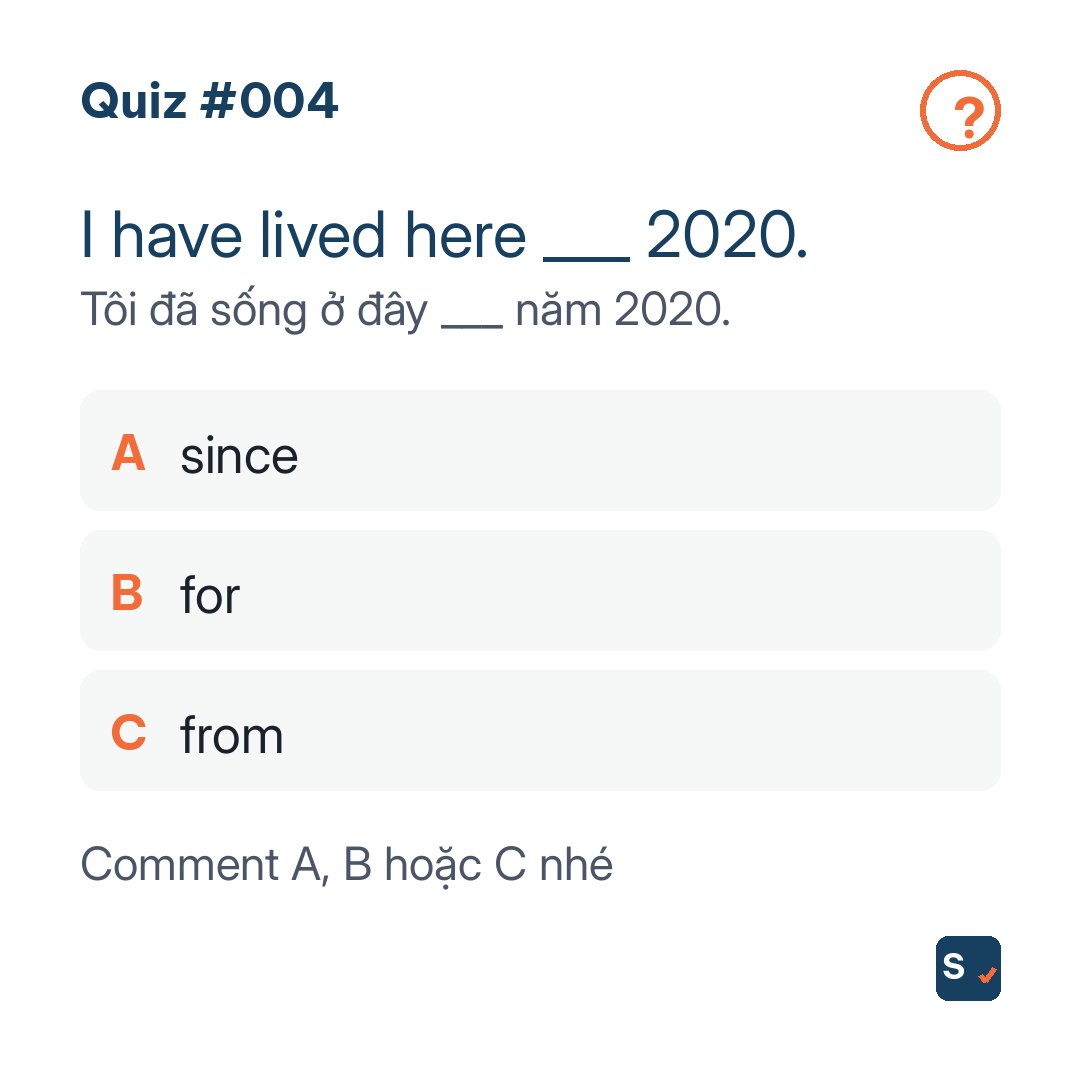 Quiz #004
?
I have lived here ___ 2020.
Tôi đã sống ở đây ___ năm 2020.
A since
B for
C from
Comment A, B hoặc C nhé
S